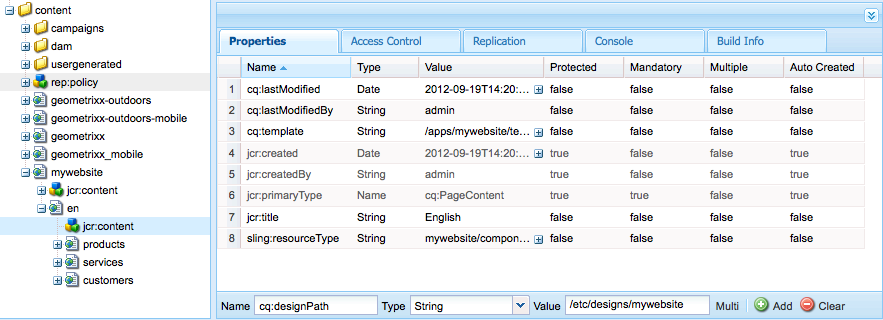 content
campaigns
dam
usergenerated
rep:policy
geometrixx-outdoors
geometrixx-outdoors-mobile
geometrixx
geometrixx_mobile
mywebsite
jcr:content
en
jcr:content
products
services
customers
Properties Access Control Replication Console Build Info
Name Type Value Protected Mandatory Multiple Auto Created
1 cq:lastModified Date 2012-09-19T14:20:... false false false false
2 cq:lastModifiedBy String admin false false false false
3 cq:template String /apps/mywebsite/te... false false false false
4 jcr:created Date 2012-09-19T14:20:... true false false true
5 jcr:createdBy String admin true false false true
6 jcr:primaryType Name cq:PageContent true true false true
7 jcr:title String English false false false false
8 sling:resourceType String mywebsite/compon... false false false false
Name cq:designPath Type String Value /etc/designs/mywebsite Multi Add Clear